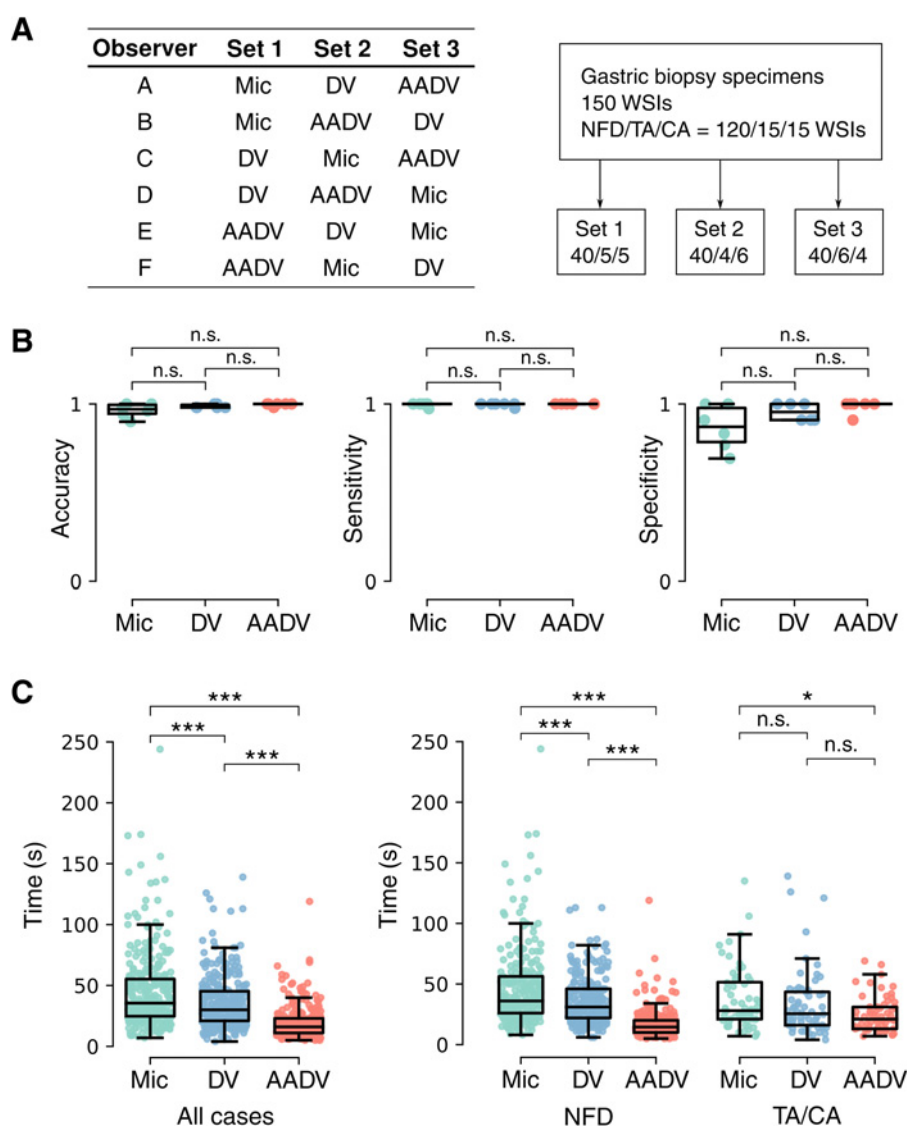 A
Observer Set 1 Set 2 Set 3
A Mic DV AADV
B Mic AADV DV
C DV Mic AADV
D DV AADV Mic
E AADV DV Mic
F AADV Mic DV
Gastric biopsy specimens
150 WSIs
NFD/TA/CA = 120/15/15 WSIs
Set 1
40/5/5
Set 2
40/4/6
Set 3
40/6/4
B
n.s.
n.s. n.s.
1
Accuracy
1
Mic DV AADV
n.s.
n.s. n.s.
1
Sensitivity
1
Mic DV AADV
n.s.
n.s. n.s.
1
Specificity
1
Mic DV AADV
C
***
***
***
250
200
150
100
50
0
Time (s)
Mic DV AADV
All cases
***
***
***
*
n.s.
n.s.
250
200
150
100
50
0
Time (s)
Mic DV AADV Mic DV AADV
NFD TA/CA